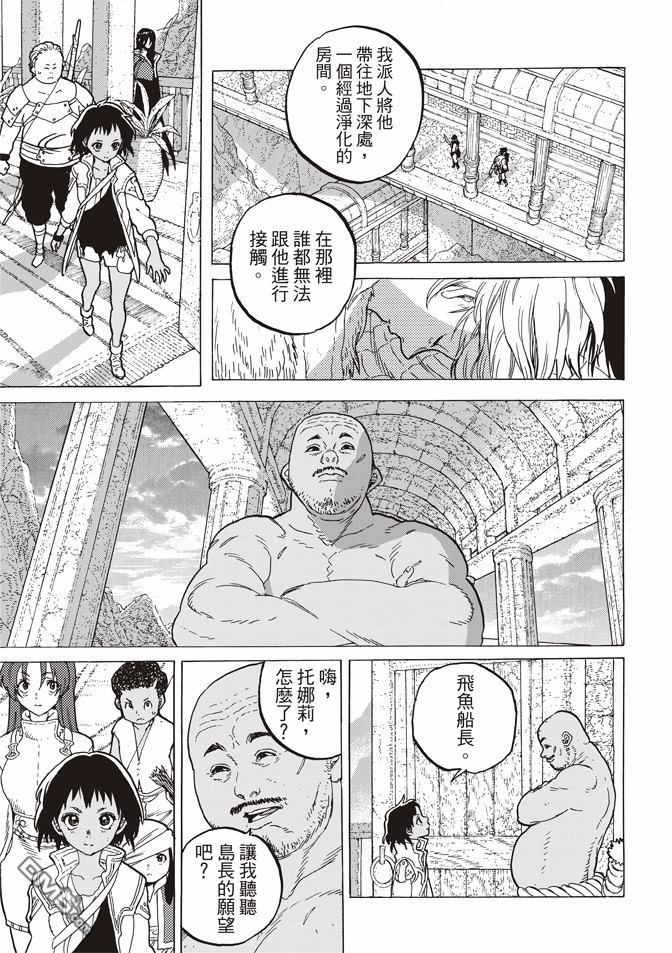 我派人將他
帶往地下深處，
一個經過淨化的
房間。
在那裡
誰都無法
跟他進行
接觸。
飛魚船長。
嗨，
托娜莉，
怎麼了？
讓我聽聽
島長的願望
吧？